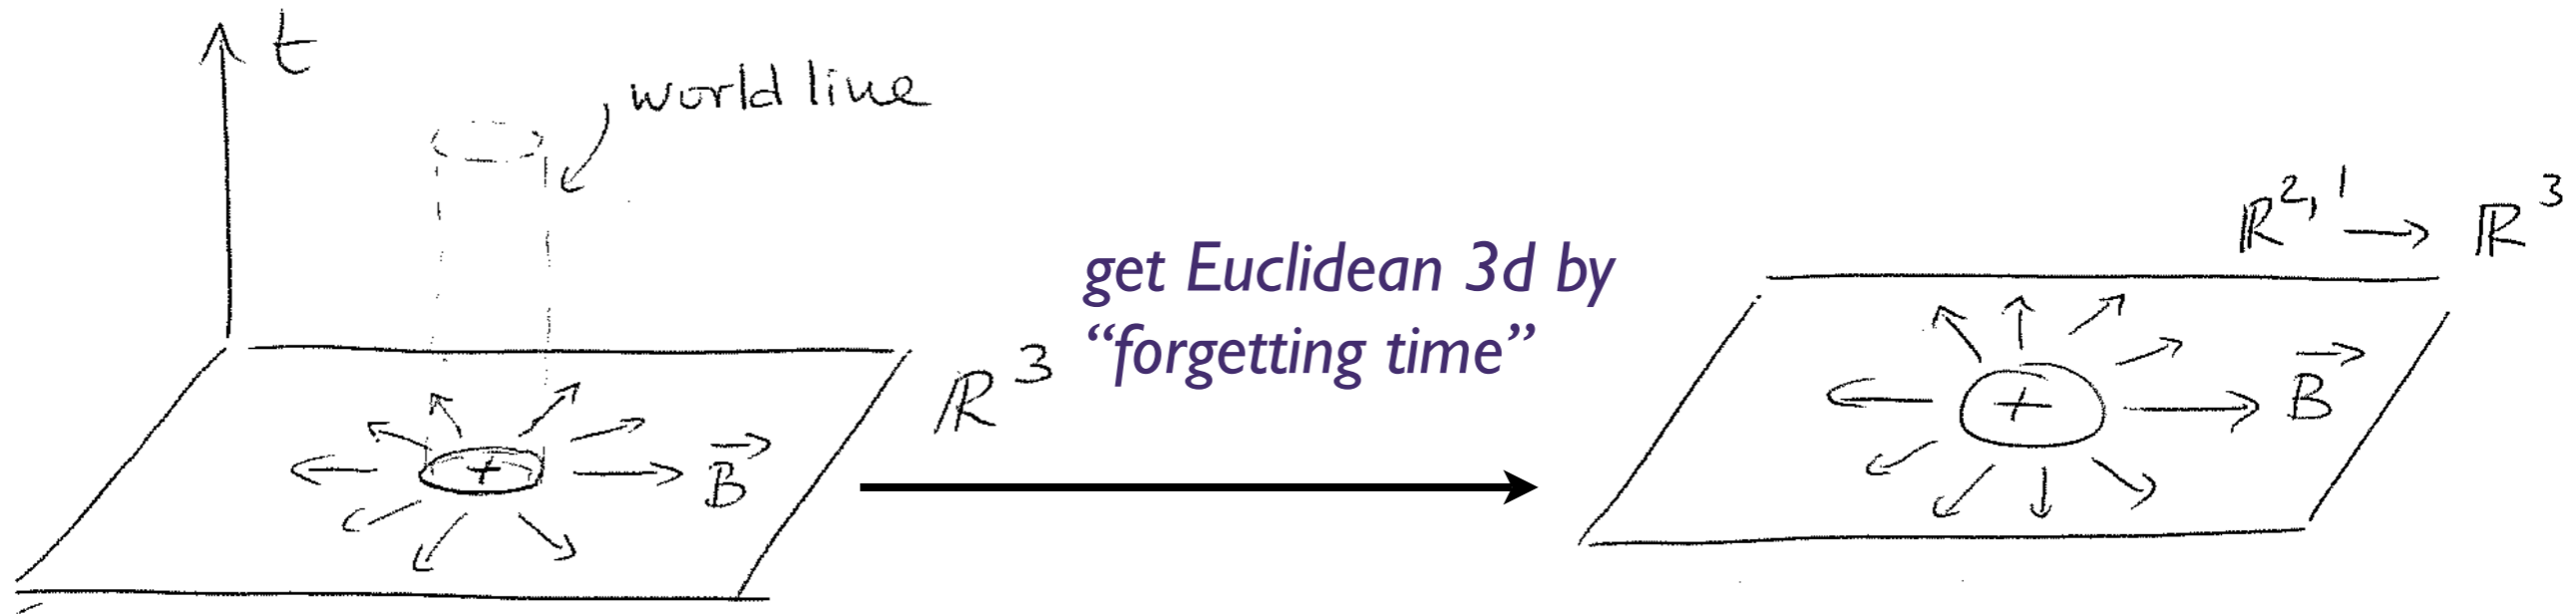 t
world line
+
B⃗
ℝ³
get Euclidean 3d by
“forgetting time”
ℝ²,¹ → ℝ³
+
B⃗